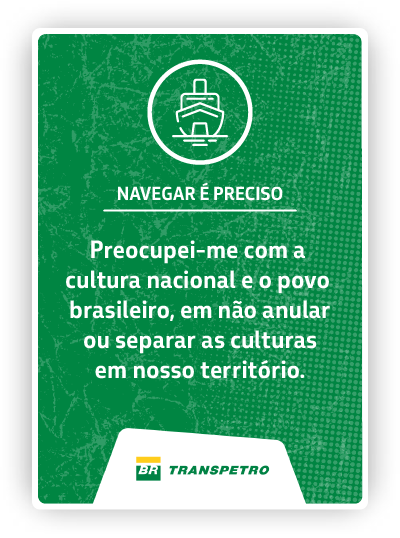 NAVEGAR É PRECISO
Preocupei-me com a
cultura nacional e o povo
brasileiro, em não anular
ou separar as culturas
em nosso território.
BR TRANSPETRO